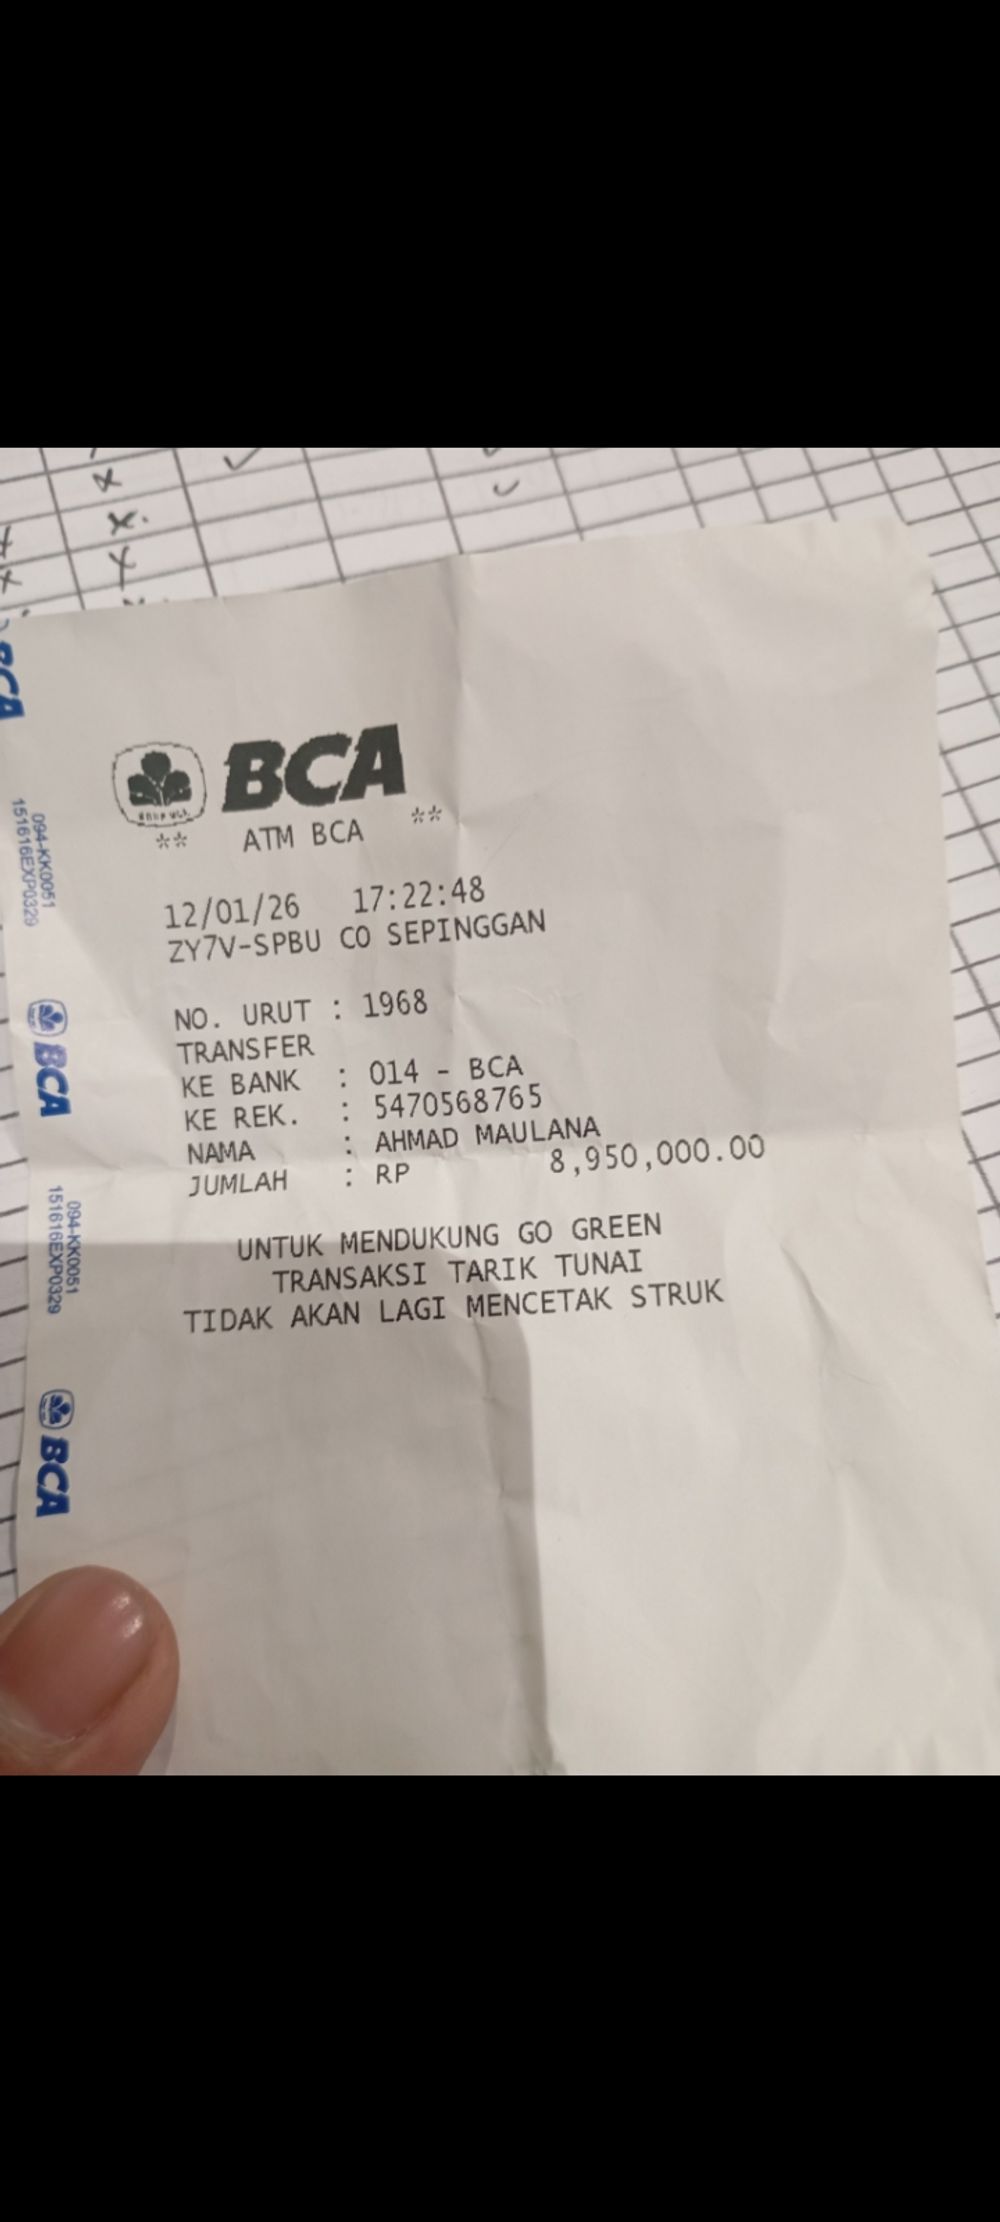 BCA
** ATM BCA **
12/01/26 17:22:48
ZY7V-SPBU CO SEPINGGAN
NO. URUT : 1968
TRANSFER
KE BANK : 014 - BCA
KE REK. : 5470568765
NAMA : AHMAD MAULANA
JUMLAH : RP 8,950,000.00
UNTUK MENDUKUNG GO GREEN
TRANSAKSI TARIK TUNAI
TIDAK AKAN LAGI MENCETAK STRUK
BCA
094-KK0051
151616EXP0329
BCA
094-KK0051
151616EXP0329
BCA